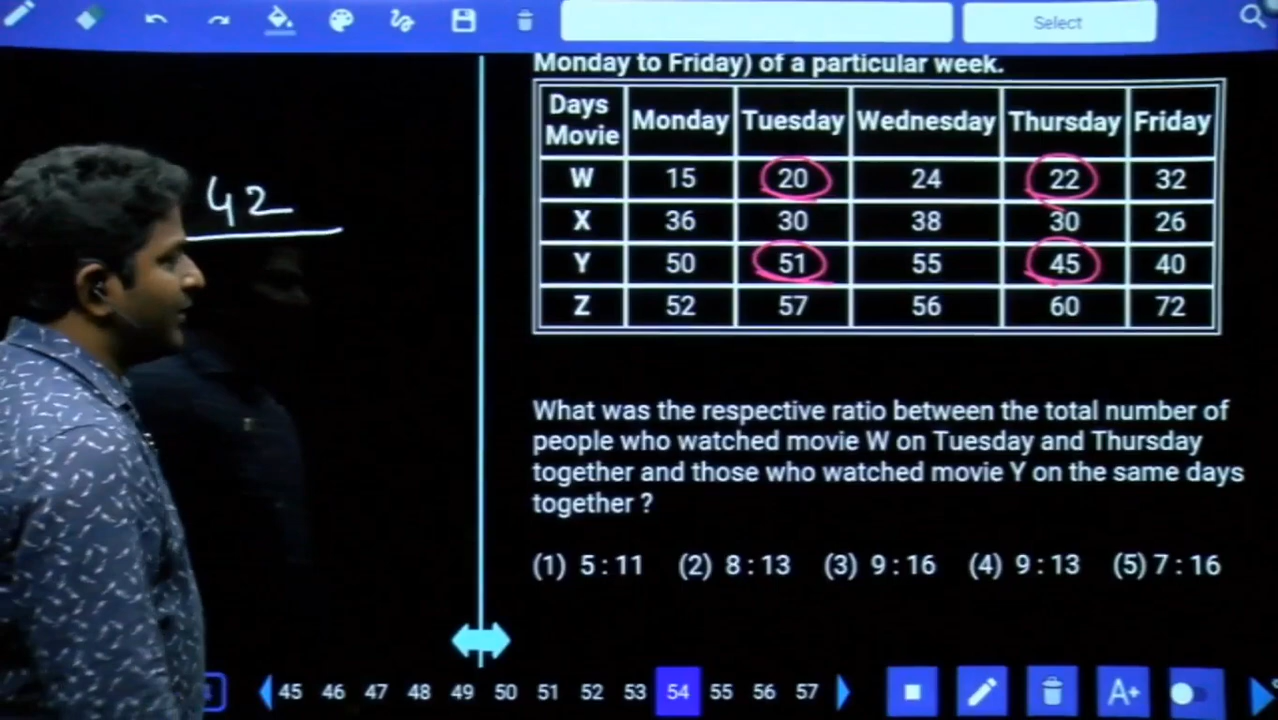 Select
Monday to Friday) of a particular week.
Days Movie Monday Tuesday Wednesday Thursday Friday
W 15 20 24 22 32
X 36 30 38 30 26
Y 50 51 55 45 40
Z 52 57 56 60 72
42
What was the respective ratio between the total number of
people who watched movie W on Tuesday and Thursday
together and those who watched movie Y on the same days
together ?
(1) 5 : 11 (2) 8 : 13 (3) 9 : 16 (4) 9 : 13 (5) 7 : 16
45 46 47 48 49 50 51 52 53 54 55 56 57 A+